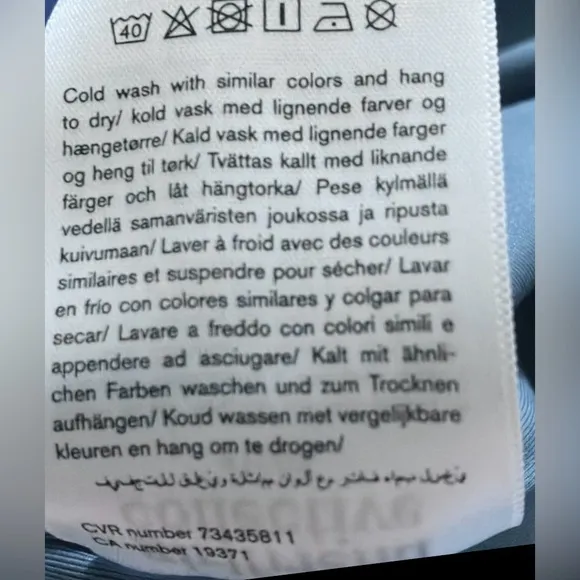 40
Cold wash with similar colors and hang
to dry/ kold vask med lignende farver og
hængetørre/ Kald vask med lignende farger
og heng til tørk/ Tvättas kallt med liknande
färger och låt hängtorka/ Pese kylmällä
vedellä samanväristen joukossa ja ripusta
kuivumaan/ Laver à froid avec des couleurs
similaires et suspendre pour sécher/ Lavar
en frío con colores similares y colgar para
secar/ Lavare a freddo con colori simili e
appendere ad asciugare/ Kalt mit ähnli-
chen Farben waschen und zum Trocknen
aufhängen/ Koud wassen met vergelijkbare
kleuren en hang om te drogen/
CVR number 73435811
CA number 19371